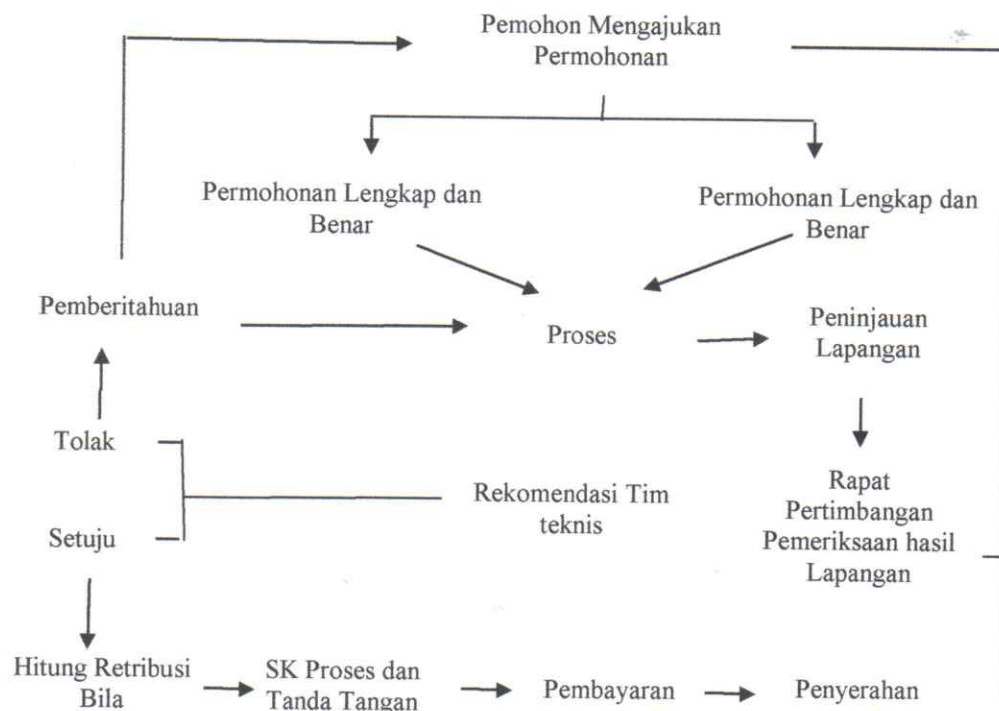 Pemohon Mengajukan
Permohonan
Permohonan Lengkap dan
Benar
Permohonan Lengkap dan
Benar
Pemberitahuan
Proses
Peninjauan
Lapangan
Tolak
Setuju
Rekomendasi Tim
teknis
Rapat
Pertimbangan
Pemeriksaan hasil
Lapangan
Hitung Retribusi
Bila
SK Proses dan
Tanda Tangan
Pembayaran
Penyerahan